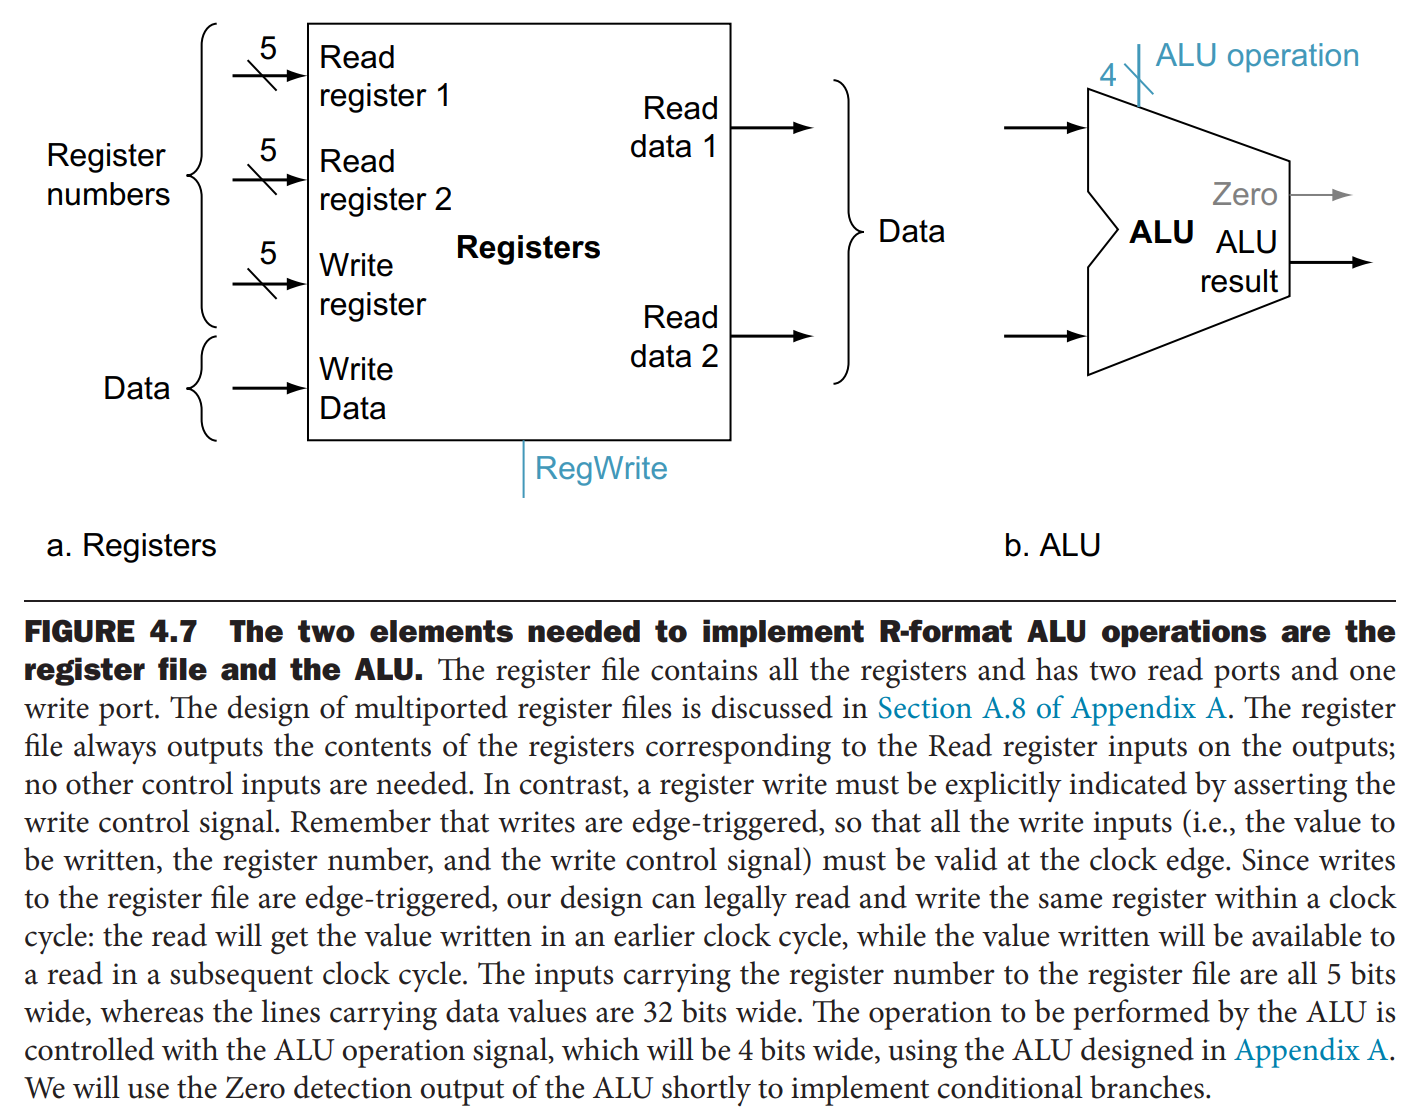 5
Read
register 1
5
Read
register 2
5
Write
register
Write
Data
Register
numbers
Data
Registers
Read
data 1
Read
data 2
Data
RegWrite
4
ALU operation
Zero
ALU
ALU
result
a. Registers
b. ALU
FIGURE 4.7 The two elements needed to implement R-format ALU operations are the
register file and the ALU. The register file contains all the registers and has two read ports and one
write port. The design of multiported register files is discussed in Section A.8 of Appendix A. The register
file always outputs the contents of the registers corresponding to the Read register inputs on the outputs;
no other control inputs are needed. In contrast, a register write must be explicitly indicated by asserting the
write control signal. Remember that writes are edge-triggered, so that all the write inputs (i.e., the value to
be written, the register number, and the write control signal) must be valid at the clock edge. Since writes
to the register file are edge-triggered, our design can legally read and write the same register within a clock
cycle: the read will get the value written in an earlier clock cycle, while the value written will be available to
a read in a subsequent clock cycle. The inputs carrying the register number to the register file are all 5 bits
wide, whereas the lines carrying data values are 32 bits wide. The operation to be performed by the ALU is
controlled with the ALU operation signal, which will be 4 bits wide, using the ALU designed in Appendix A.
We will use the Zero detection output of the ALU shortly to implement conditional branches.